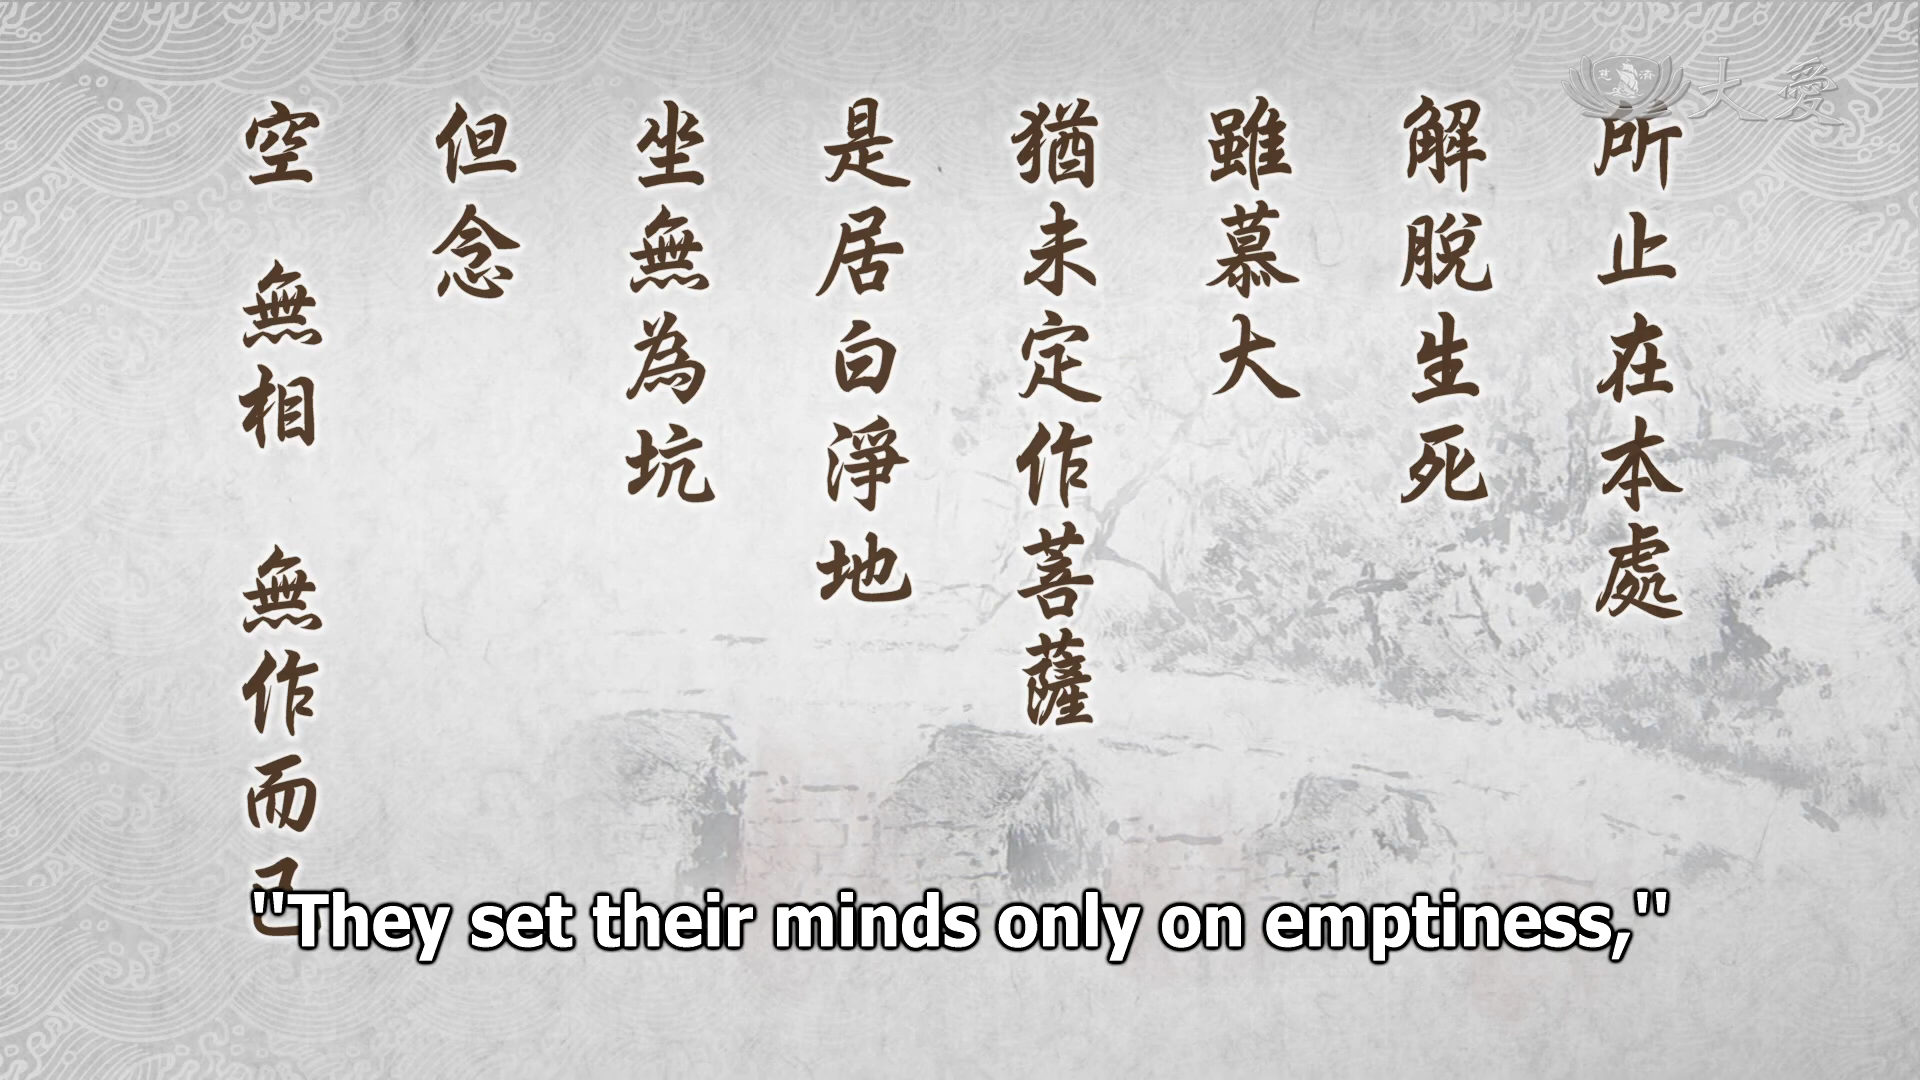 慈濟
大愛
所止在本處
解脫生死
雖慕大
猶未定作菩薩
是居白淨地
坐無為坑
但念
空 無相 無作而已
"They set their minds only on emptiness,"